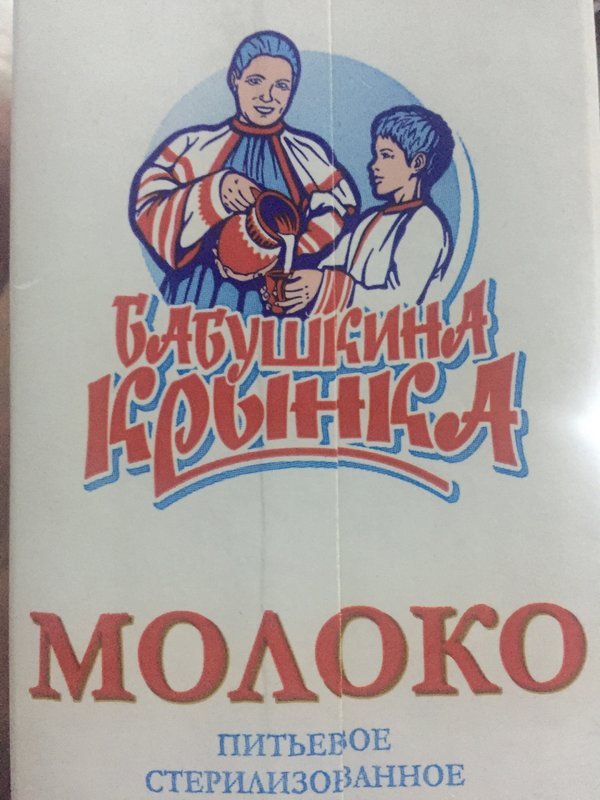 БАБУШКИНА
КРЫНКА
МОЛОКО
ПИТЬЕВОЕ
СТЕРИЛИЗОВАННОЕ